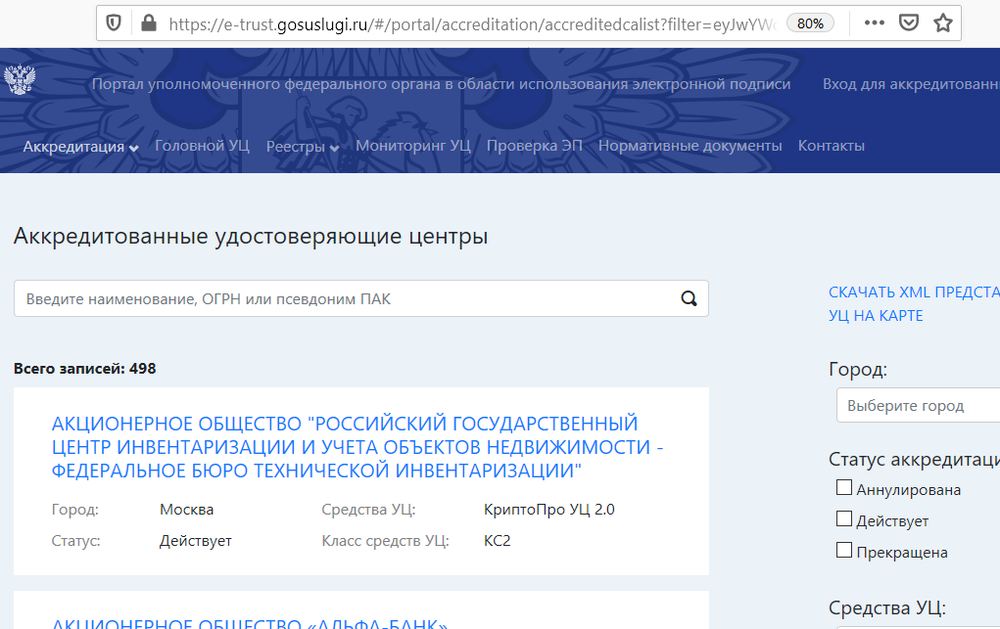 https://e-trust.gosuslugi.ru/#/portal/accreditation/accreditedcalist?filter=eyJwYW 80%
Портал уполномоченного федерального органа в области использования электронной подписи Вход для аккредитованн
Аккредитация Головной УЦ Реестры Мониторинг УЦ Проверка ЭП Нормативные документы Контакты
Аккредитованные удостоверяющие центры
Введите наименование, ОГРН или псевдоним ПАК
Всего записей: 498
АКЦИОНЕРНОЕ ОБЩЕСТВО "РОССИЙСКИЙ ГОСУДАРСТВЕННЫЙ
ЦЕНТР ИНВЕНТАРИЗАЦИИ И УЧЕТА ОБЪЕКТОВ НЕДВИЖИМОСТИ -
ФЕДЕРАЛЬНОЕ БЮРО ТЕХНИЧЕСКОЙ ИНВЕНТАРИЗАЦИИ"
Город: Москва Средства УЦ: КриптоПро УЦ 2.0
Статус: Действует Класс средств УЦ: КС2
АКЦИОНЕРНОЕ ОБЩЕСТВО «АЛЬФА-БАНК»
СКАЧАТЬ XML ПРЕДСТА
УЦ НА КАРТЕ
Город:
Выберите город
Статус аккредитаци
Аннулирована
Действует
Прекращена
Средства УЦ: